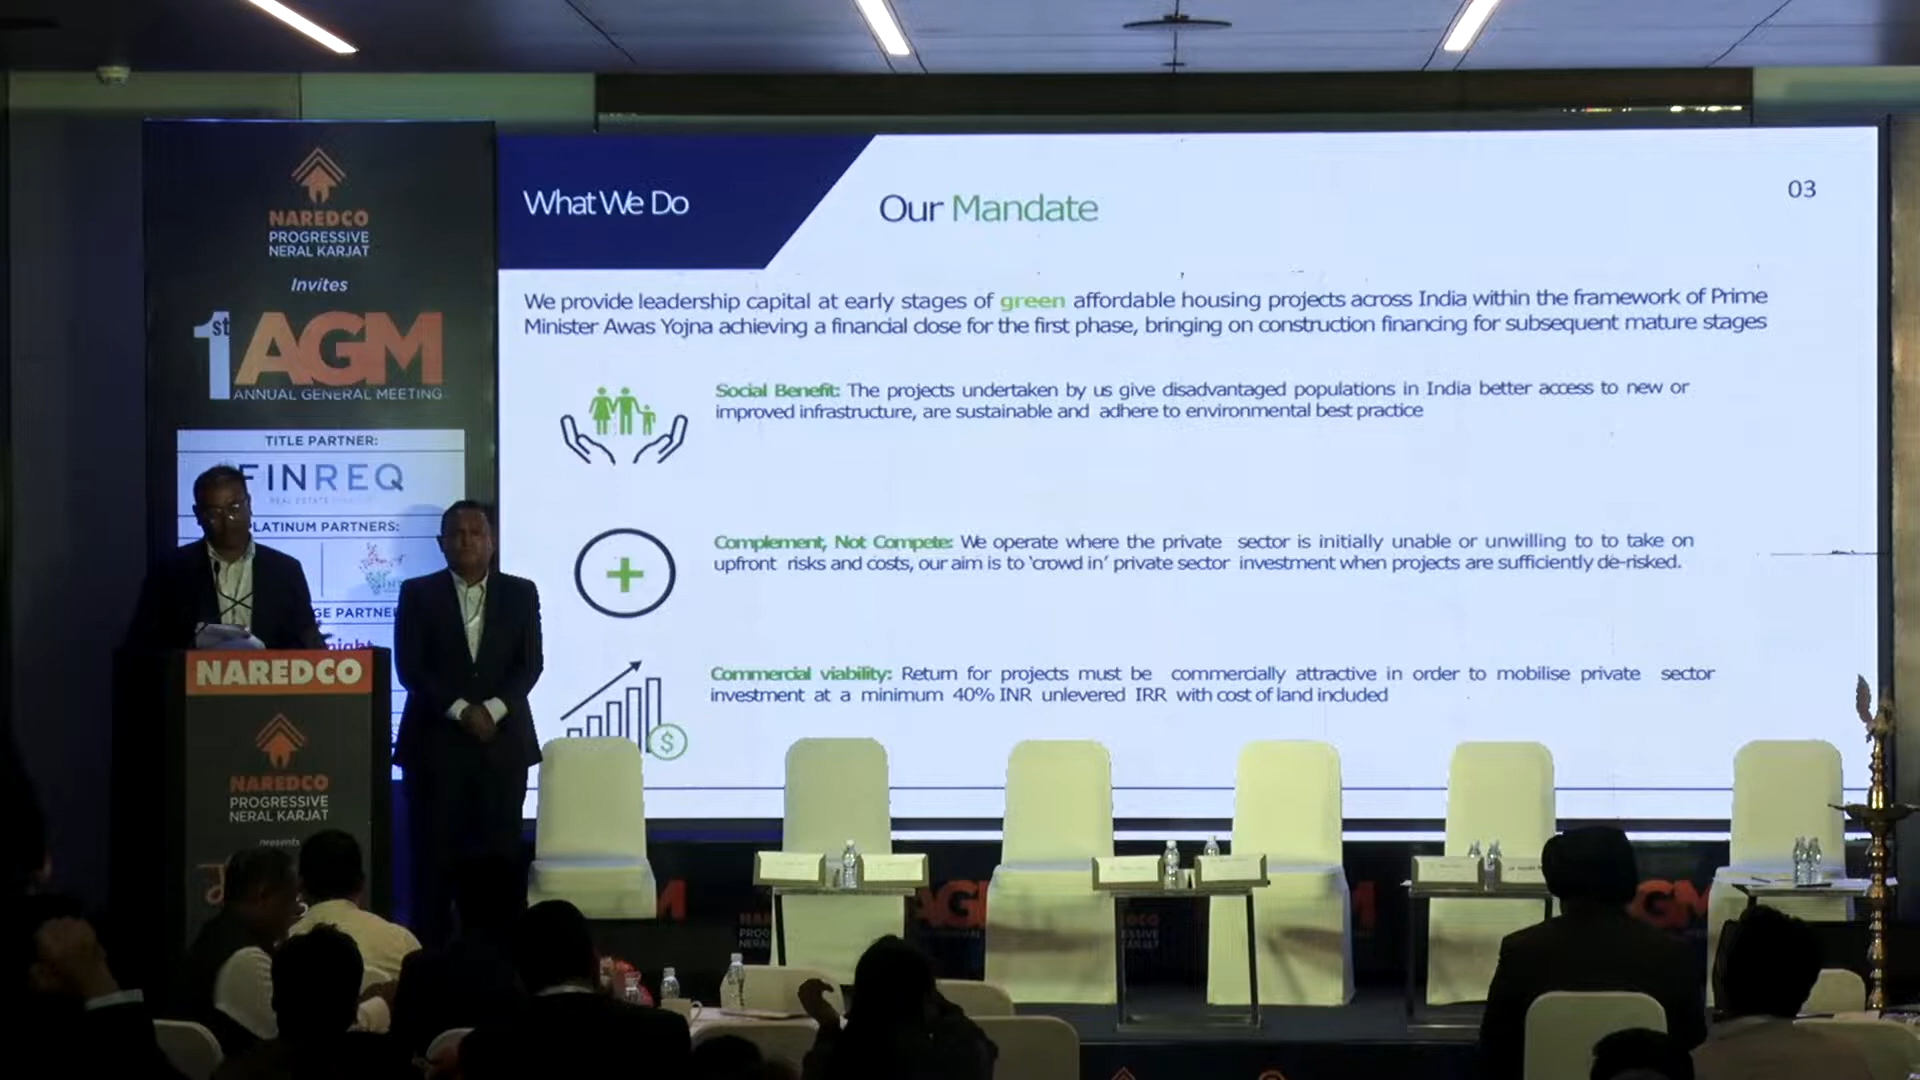 NAREDCO
PROGRESSIVE
NERAL KARJAT
Invites
1st AGM
ANNUAL GENERAL MEETING
TITLE PARTNER:
FINREQ
LATINUM PARTNERS:
GE PARTNE
night
NAREDCO
NAREDCO
PROGRESSIVE
NERAL KARJAT
presents
What We Do
Our Mandate
03
We provide leadership capital at early stages of green affordable housing projects across India within the framework of Prime
Minister Awas Yojna achieving a financial close for the first phase, bringing on construction financing for subsequent mature stages
Social Benefit: The projects undertaken by us give disadvantaged populations in India better access to new or
improved infrastructure, are sustainable and adhere to environmental best practice
Complement, Not Compete: We operate where the private sector is initially unable or unwilling to to take on
upfront risks and costs, our aim is to ‘crowd in’ private sector investment when projects are sufficiently de-risked.
Commercial viability: Return for projects must be commercially attractive in order to mobilise private sector
investment at a minimum 40% INR unlevered IRR with cost of land included
$